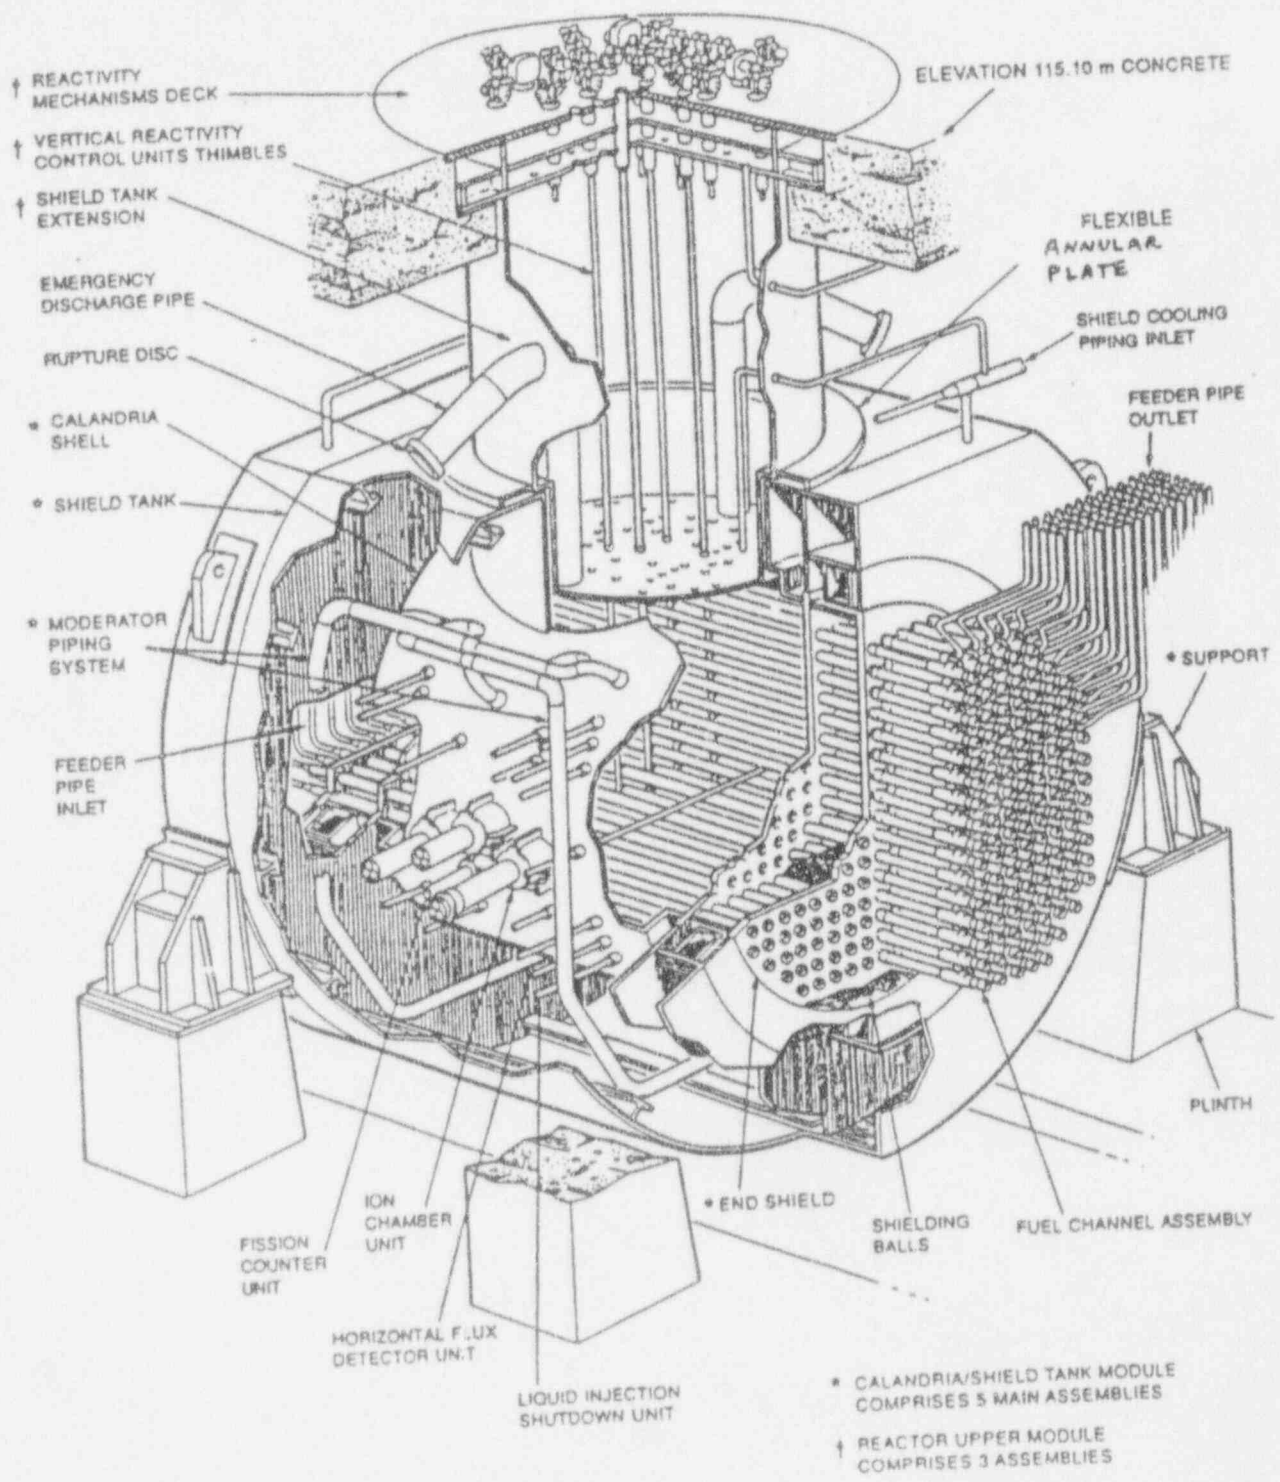 † REACTIVITY
MECHANISMS DECK
† VERTICAL REACTIVITY
CONTROL UNITS THIMBLES
† SHIELD TANK
EXTENSION
EMERGENCY
DISCHARGE PIPE
RUPTURE DISC
* CALANDRIA
SHELL
* SHIELD TANK
* MODERATOR
PIPING
SYSTEM
FEEDER
PIPE
INLET
ELEVATION 115.10 m CONCRETE
FLEXIBLE
ANNULAR
PLATE
SHIELD COOLING
PIPING INLET
FEEDER PIPE
OUTLET
* SUPPORT
C
PLINTH
ION
CHAMBER
UNIT
FISSION
COUNTER
UNIT
HORIZONTAL FLUX
DETECTOR UNIT
LIQUID INJECTION
SHUTDOWN UNIT
* END SHIELD
SHIELDING
BALLS
FUEL CHANNEL ASSEMBLY
* CALANDRIA/SHIELD TANK MODULE
COMPRISES 5 MAIN ASSEMBLIES
† REACTOR UPPER MODULE
COMPRISES 3 ASSEMBLIES